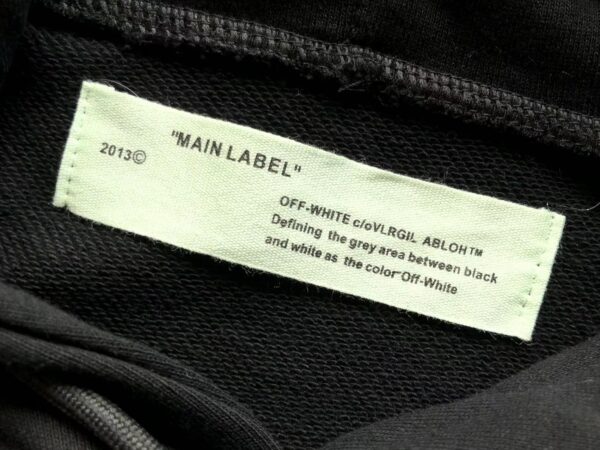 "MAIN LABEL"
2013©
OFF-WHITE c/oVLRGIL ABLOH™
Defining the grey area between black
and white as the color Off-White